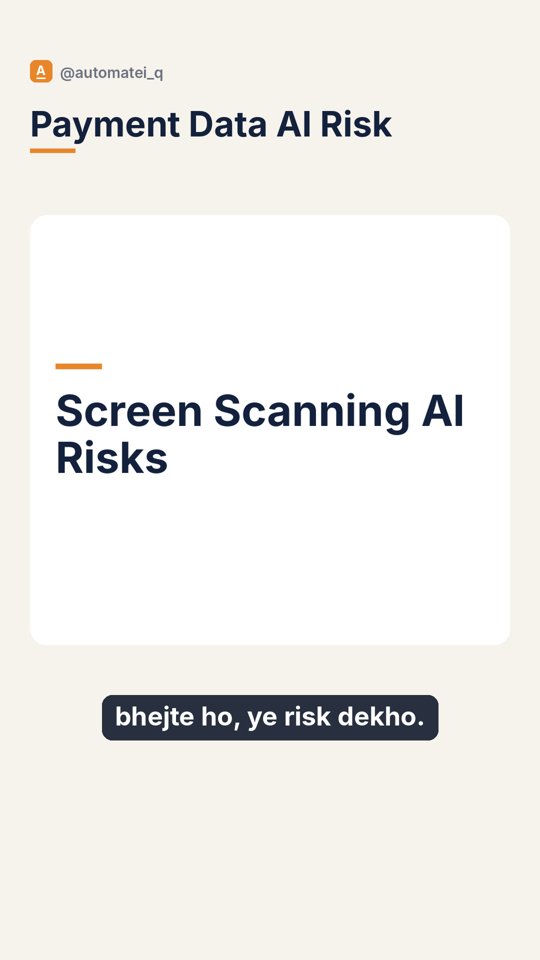 A @automatei_q
Payment Data AI Risk
Screen Scanning AI
Risks
bhejte ho, ye risk dekho.